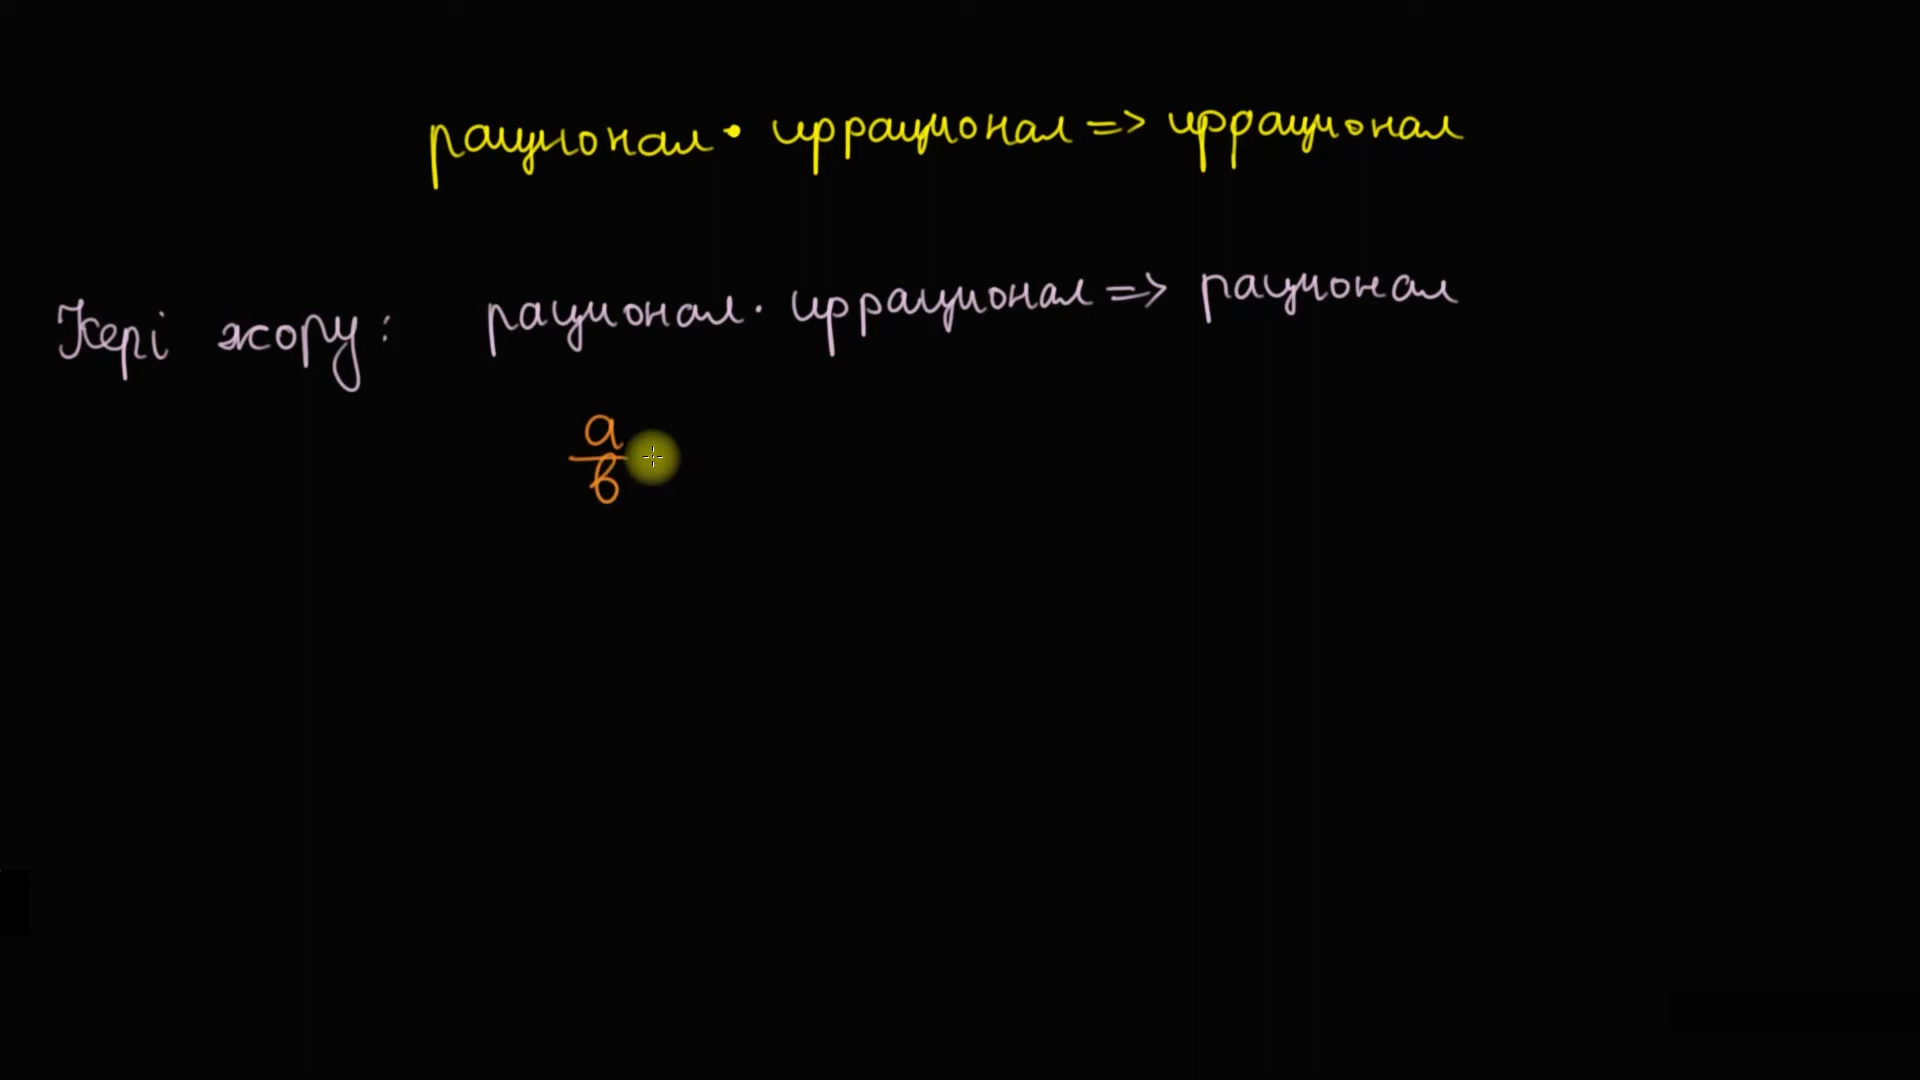 рационал · иррационал => иррационал
Кері жору: рационал · иррационал => рационал
a
в